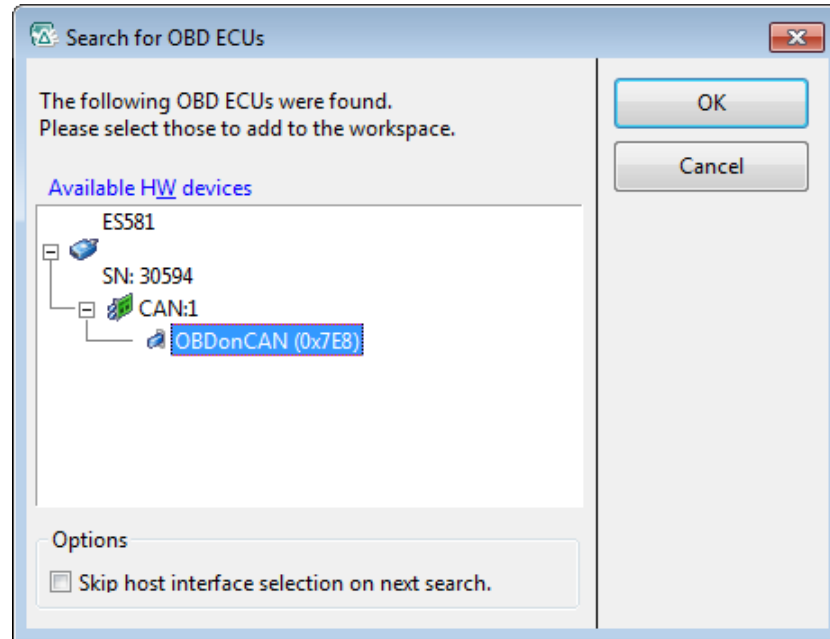 Search for OBD ECUs
The following OBD ECUs were found.
Please select those to add to the workspace.
Available HW devices
ES581
SN: 30594
CAN:1
OBDonCAN (0x7E8)
Options
Skip host interface selection on next search.
OK
Cancel